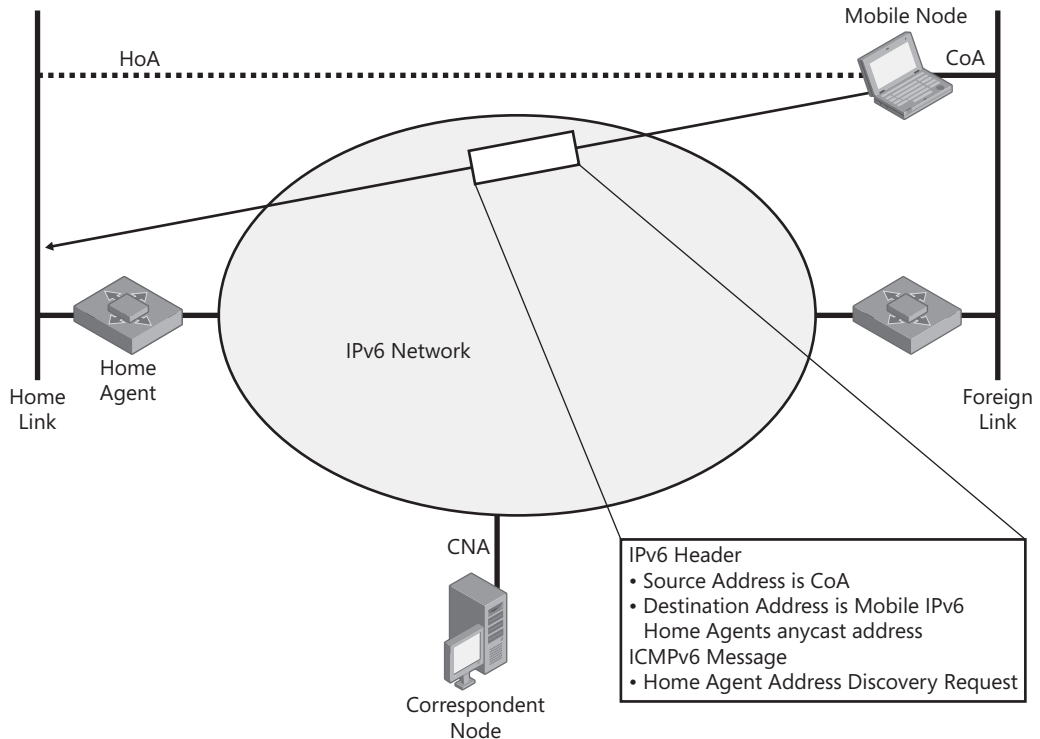 Mobile Node
HoA
CoA
IPv6 Network
Home
Agent
Home
Link
Foreign
Link
CNA
IPv6 Header
• Source Address is CoA
• Destination Address is Mobile IPv6
Home Agents anycast address
ICMPv6 Message
• Home Agent Address Discovery Request
Correspondent
Node